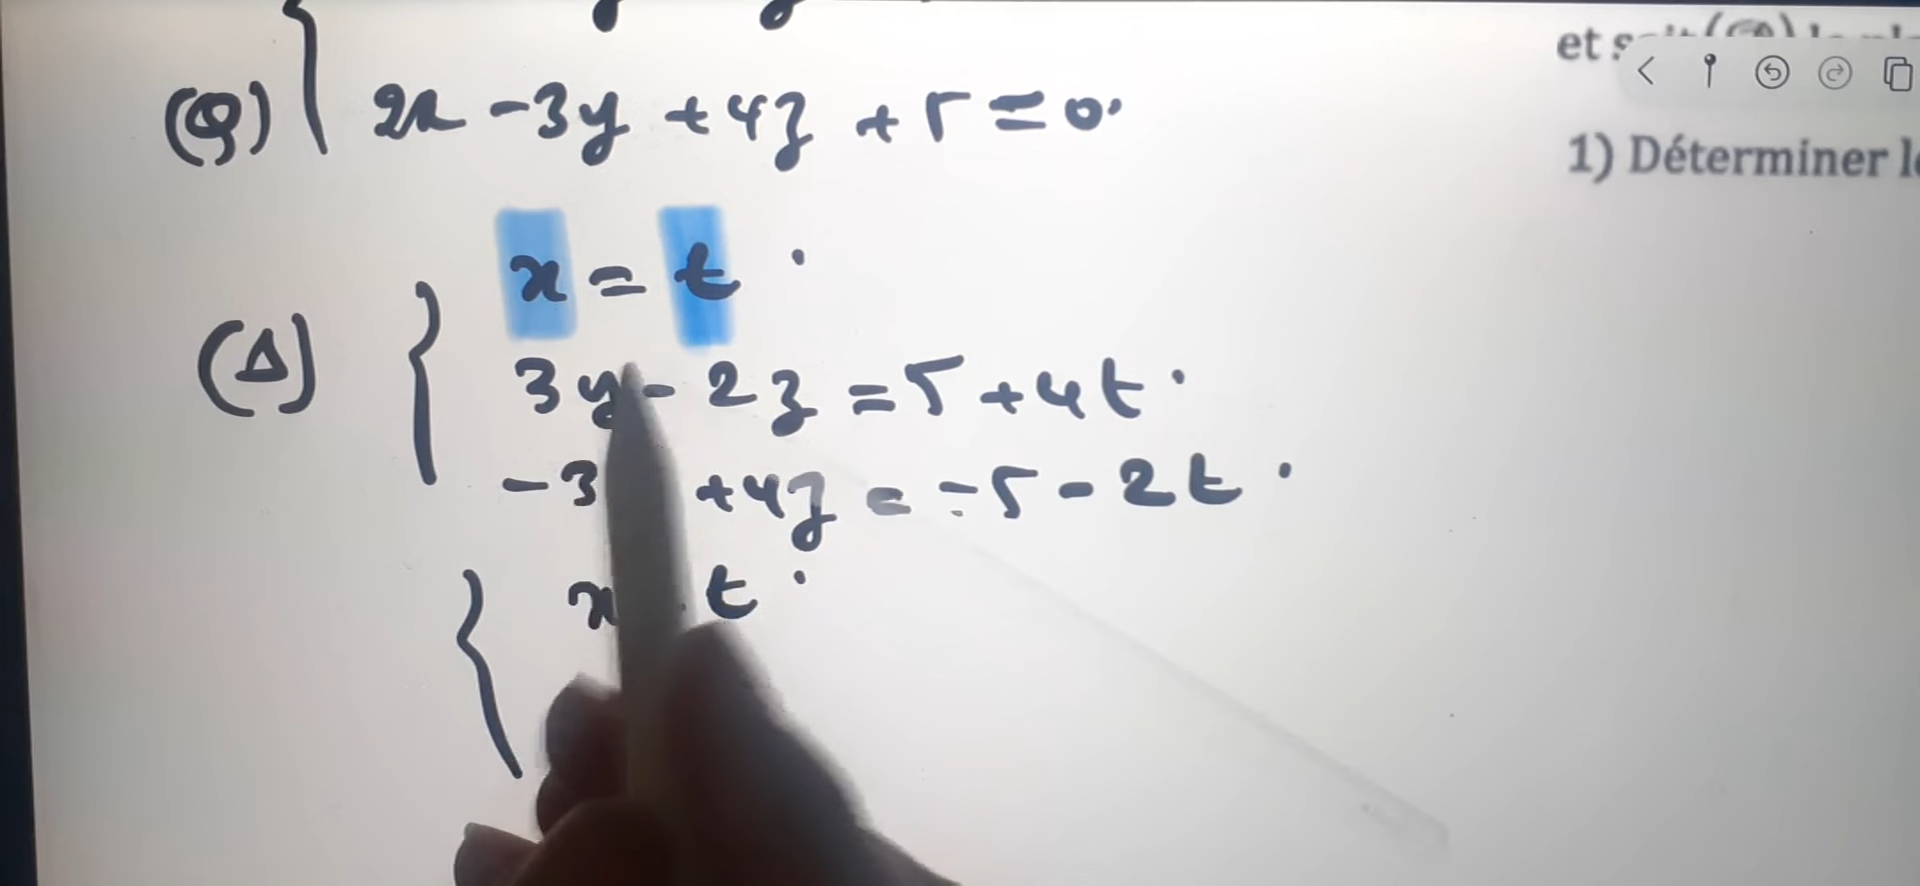 et s
(Q) { 2x - 3y + 4z + 5 = 0.
1) Déterminer l
x = t .
(Δ) { 3y - 2z = 5 + 4t .
-3 + 4z = -5 - 2t .
{ x t .